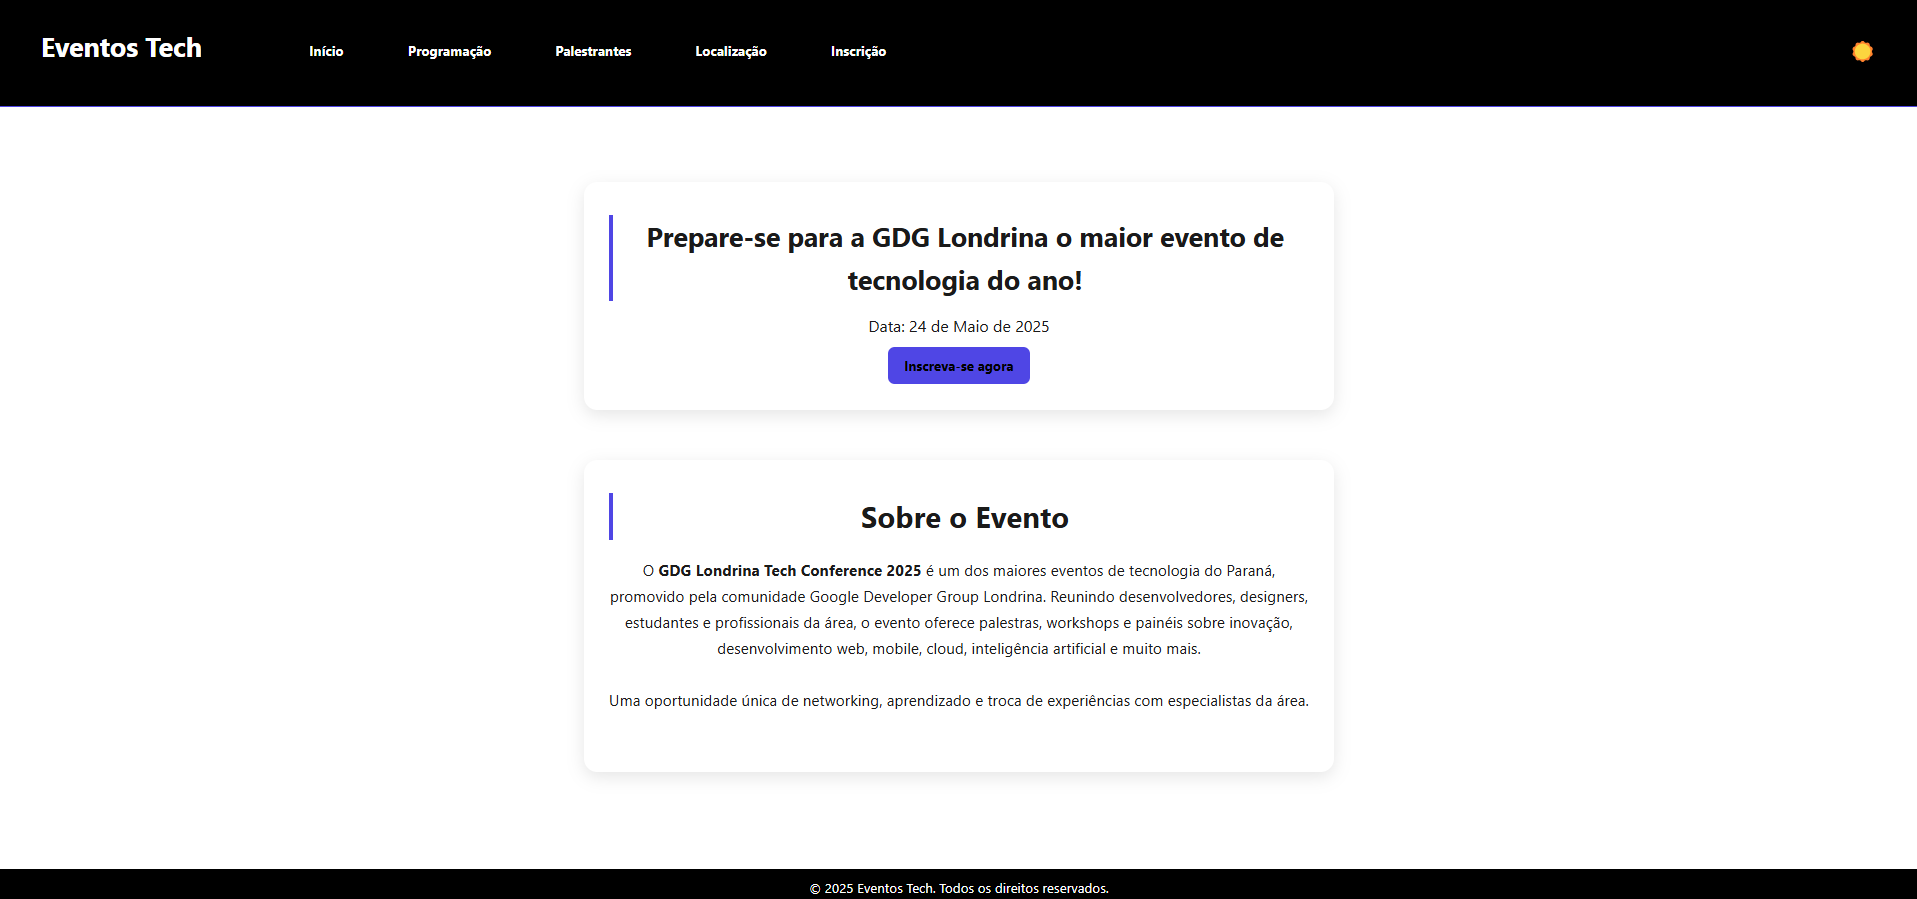 Eventos Tech
Início
Programação
Palestrantes
Localização
Inscrição
Prepare-se para a GDG Londrina o maior evento de
tecnologia do ano!
Data: 24 de Maio de 2025
Inscreva-se agora
Sobre o Evento
O GDG Londrina Tech Conference 2025 é um dos maiores eventos de tecnologia do Paraná,
promovido pela comunidade Google Developer Group Londrina. Reunindo desenvolvedores, designers,
estudantes e profissionais da área, o evento oferece palestras, workshops e painéis sobre inovação,
desenvolvimento web, mobile, cloud, inteligência artificial e muito mais.
Uma oportunidade única de networking, aprendizado e troca de experiências com especialistas da área.
© 2025 Eventos Tech. Todos os direitos reservados.